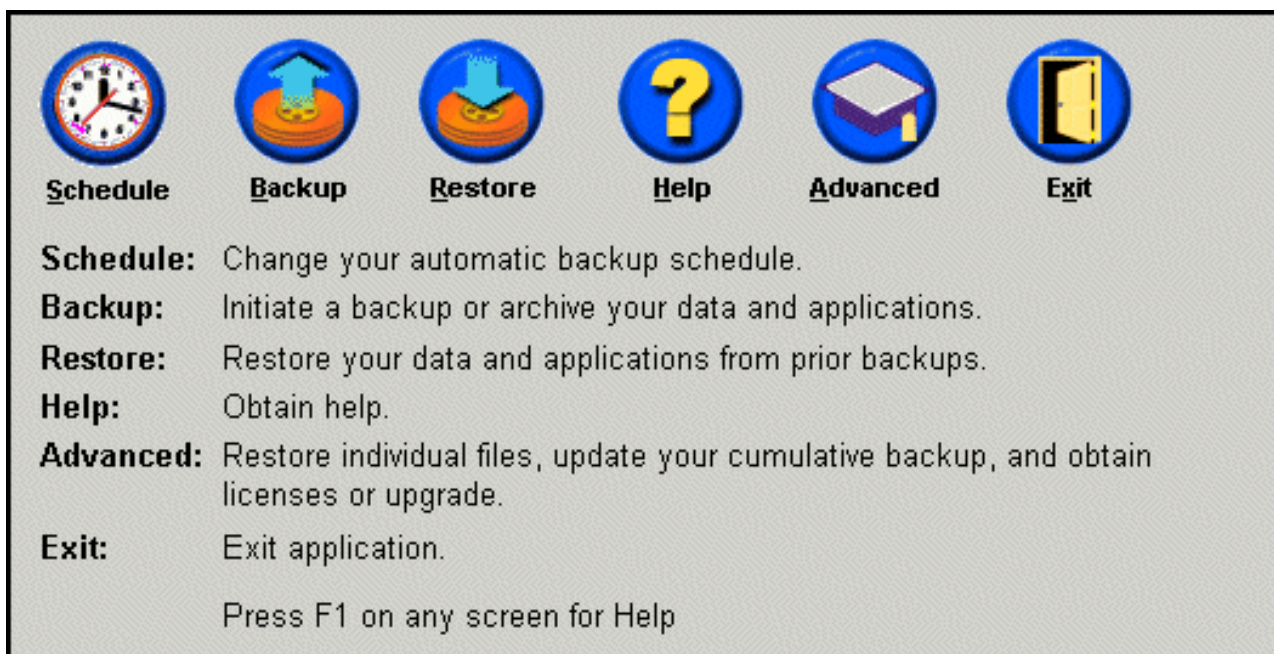 Schedule Backup Restore Help Advanced Exit
Schedule: Change your automatic backup schedule.
Backup: Initiate a backup or archive your data and applications.
Restore: Restore your data and applications from prior backups.
Help: Obtain help.
Advanced: Restore individual files, update your cumulative backup, and obtain
licenses or upgrade.
Exit: Exit application.
Press F1 on any screen for Help